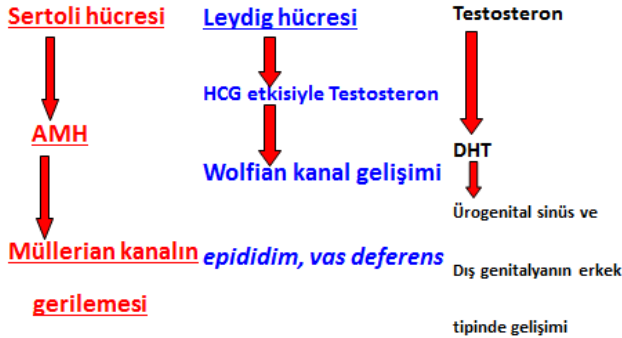 Sertoli hücresi
AMH
Müllerian kanalın
gerilemesi
Leydig hücresi
HCG etkisiyle Testosteron
Wolfian kanal gelişimi
epididim, vas deferens
Testosteron
DHT
Ürogenital sinüs ve
Dış genitalyanın erkek
tipinde gelişimi